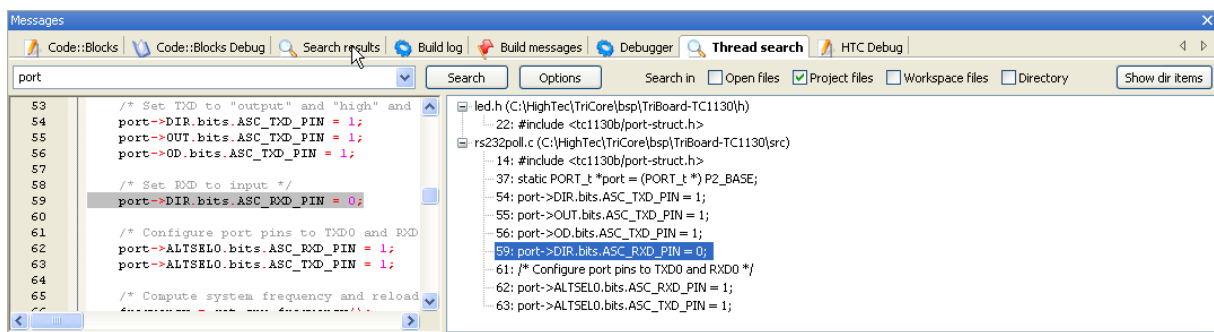 Messages
Code::Blocks Code::Blocks Debug Search results Build log Build messages Debugger Thread search HTC Debug
port Search Options Search in Open files Project files Workspace files Directory Show dir items
53 /* Set TXD to "output" and "high" and
54 port->DIR.bits.ASC_TXD_PIN = 1;
55 port->OUT.bits.ASC_TXD_PIN = 1;
56 port->OD.bits.ASC_TXD_PIN = 1;
57
58 /* Set RXD to input */
59 port->DIR.bits.ASC_RXD_PIN = 0;
60
61 /* Configure port pins to TXD0 and RXD
62 port->ALTSEL0.bits.ASC_RXD_PIN = 1;
63 port->ALTSEL0.bits.ASC_TXD_PIN = 1;
64
65 /* Compute system frequency and reload
led.h (C:\HighTec\TriCore\bsp\TriBoard-TC1130\h)
22: #include <tc1130b/port-struct.h>
rs232poll.c (C:\HighTec\TriCore\bsp\TriBoard-TC1130\src)
14: #include <tc1130b/port-struct.h>
37: static PORT_t *port = (PORT_t *) P2_BASE;
54: port->DIR.bits.ASC_TXD_PIN = 1;
55: port->OUT.bits.ASC_TXD_PIN = 1;
56: port->OD.bits.ASC_TXD_PIN = 1;
59: port->DIR.bits.ASC_RXD_PIN = 0;
61: /* Configure port pins to TXD0 and RXD0 */
62: port->ALTSEL0.bits.ASC_RXD_PIN = 1;
63: port->ALTSEL0.bits.ASC_TXD_PIN = 1;